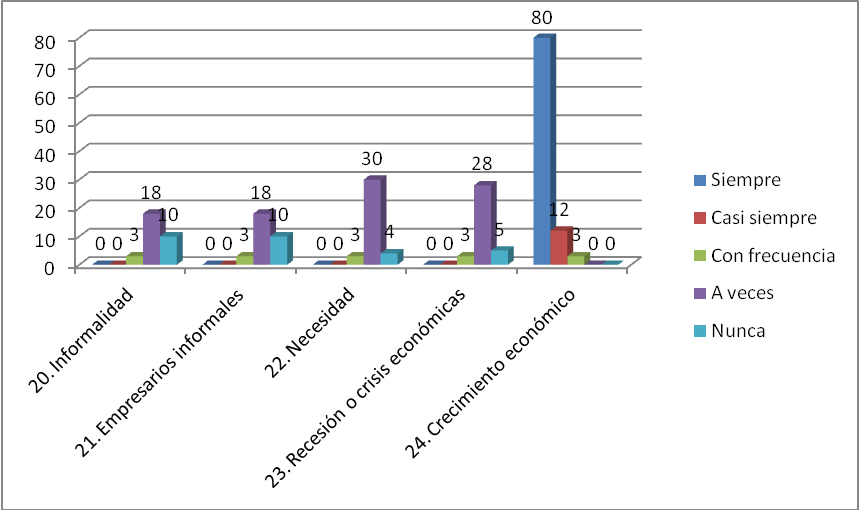 80
80
70
60
50
40
30
20
10
0
0 0 3 18 10
0 0 3 18 10
0 0 3 30 4
0 0 3 28 5
12 3 0 0
20. Informalidad
21. Empresarios informales
22. Necesidad
23. Recesión o crisis económicas
24. Crecimiento económico
Siempre
Casi siempre
Con frecuencia
A veces
Nunca